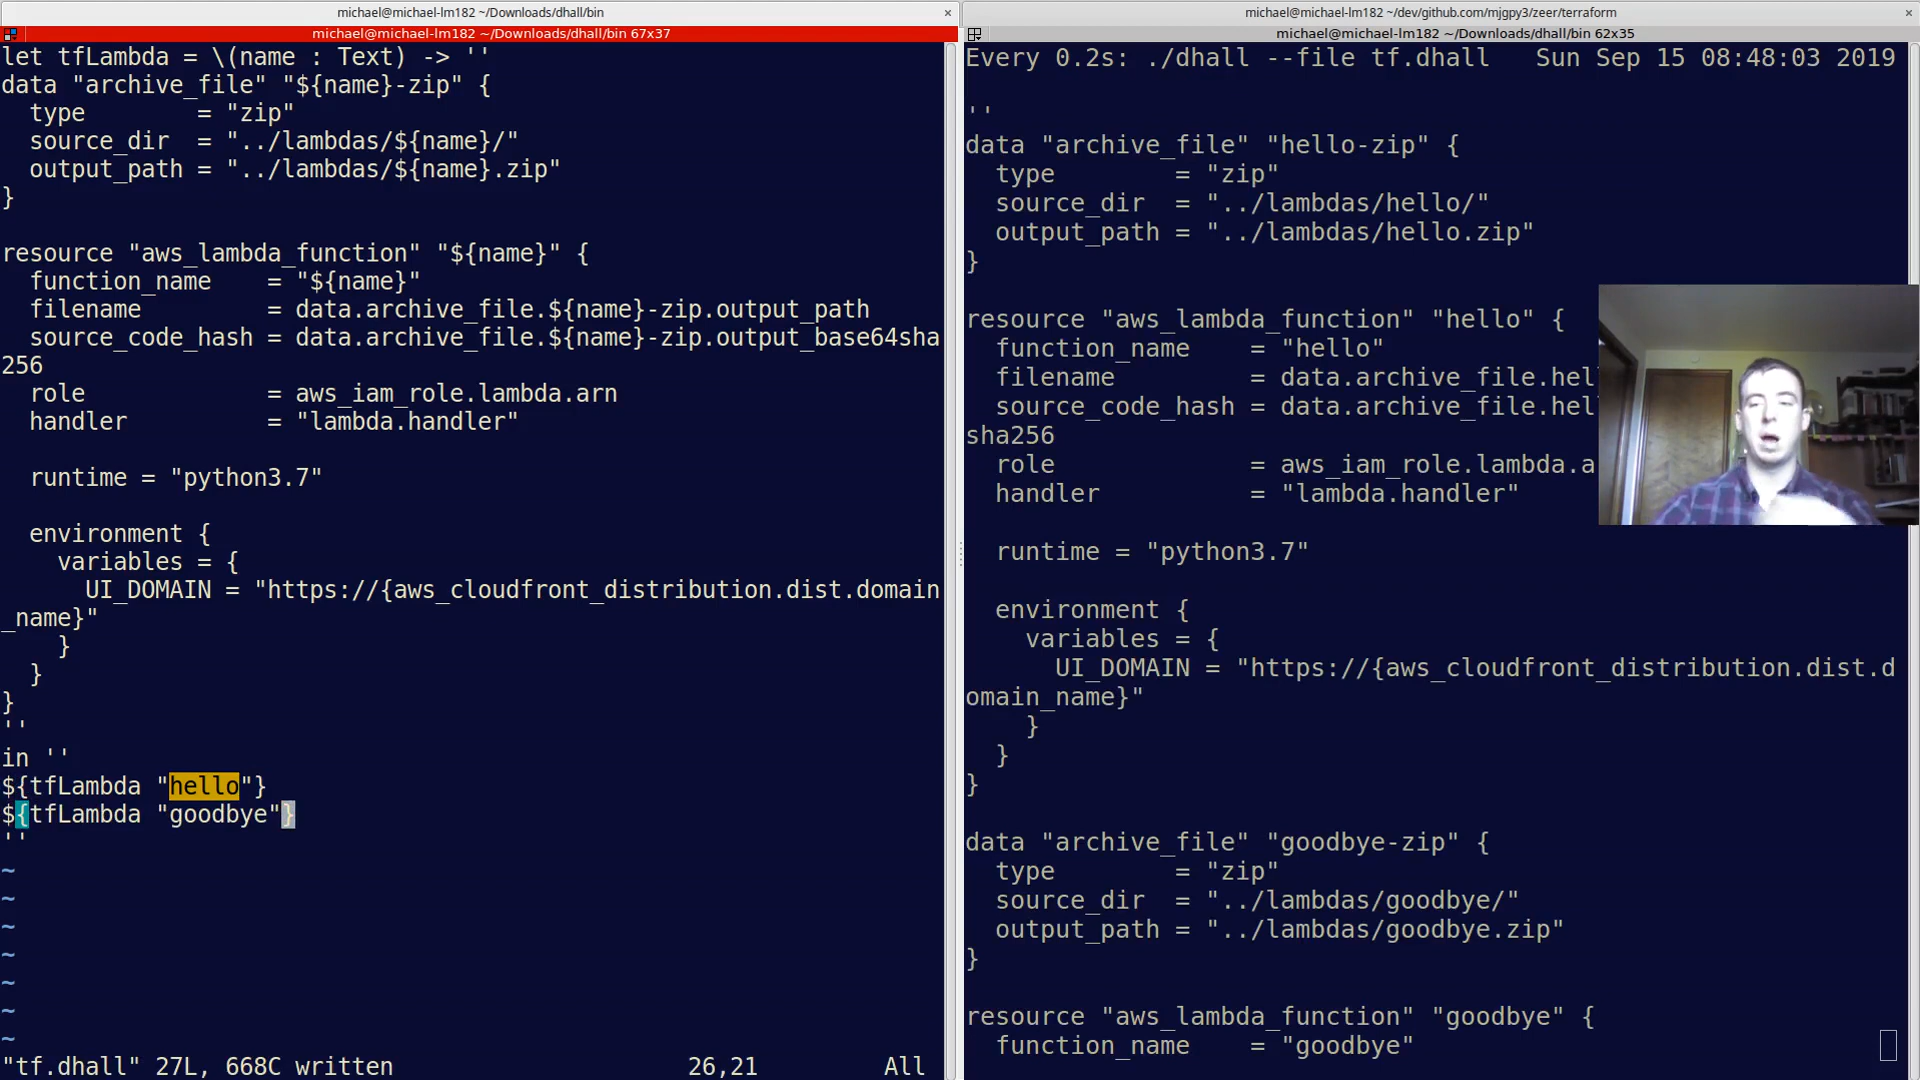 michael@michael-lm182 ~/Downloads/dhall/bin
michael@michael-lm182 ~/Downloads/dhall/bin 67x37
let tfLambda = \(name : Text) -> ''
data "archive_file" "${name}-zip" {
  type        = "zip"
  source_dir  = "../lambdas/${name}/"
  output_path = "../lambdas/${name}.zip"
}
resource "aws_lambda_function" "${name}" {
  function_name    = "${name}"
  filename         = data.archive_file.${name}-zip.output_path
  source_code_hash = data.archive_file.${name}-zip.output_base64sha
256
  role             = aws_iam_role.lambda.arn
  handler          = "lambda.handler"
  runtime = "python3.7"
  environment {
    variables = {
      UI_DOMAIN = "https://{aws_cloudfront_distribution.dist.domain
_name}"
    }
  }
}
''
in ''
${tfLambda "hello"}
${tfLambda "goodbye"}
''
~
~
~
~
~
~
~
"tf.dhall" 27L, 668C written                     26,21         All
michael@michael-lm182 ~/dev/github.com/mjgpy3/zeer/terraform
michael@michael-lm182 ~/Downloads/dhall/bin 62x35
Every 0.2s: ./dhall --file tf.dhall   Sun Sep 15 08:48:03 2019
''
data "archive_file" "hello-zip" {
  type        = "zip"
  source_dir  = "../lambdas/hello/"
  output_path = "../lambdas/hello.zip"
}
resource "aws_lambda_function" "hello" {
  function_name    = "hello"
  filename         = data.archive_file.hel
  source_code_hash = data.archive_file.hel
sha256
  role             = aws_iam_role.lambda.a
  handler          = "lambda.handler"
  runtime = "python3.7"
  environment {
    variables = {
      UI_DOMAIN = "https://{aws_cloudfront_distribution.dist.d
omain_name}"
    }
  }
}
data "archive_file" "goodbye-zip" {
  type        = "zip"
  source_dir  = "../lambdas/goodbye/"
  output_path = "../lambdas/goodbye.zip"
}
resource "aws_lambda_function" "goodbye" {
  function_name    = "goodbye"